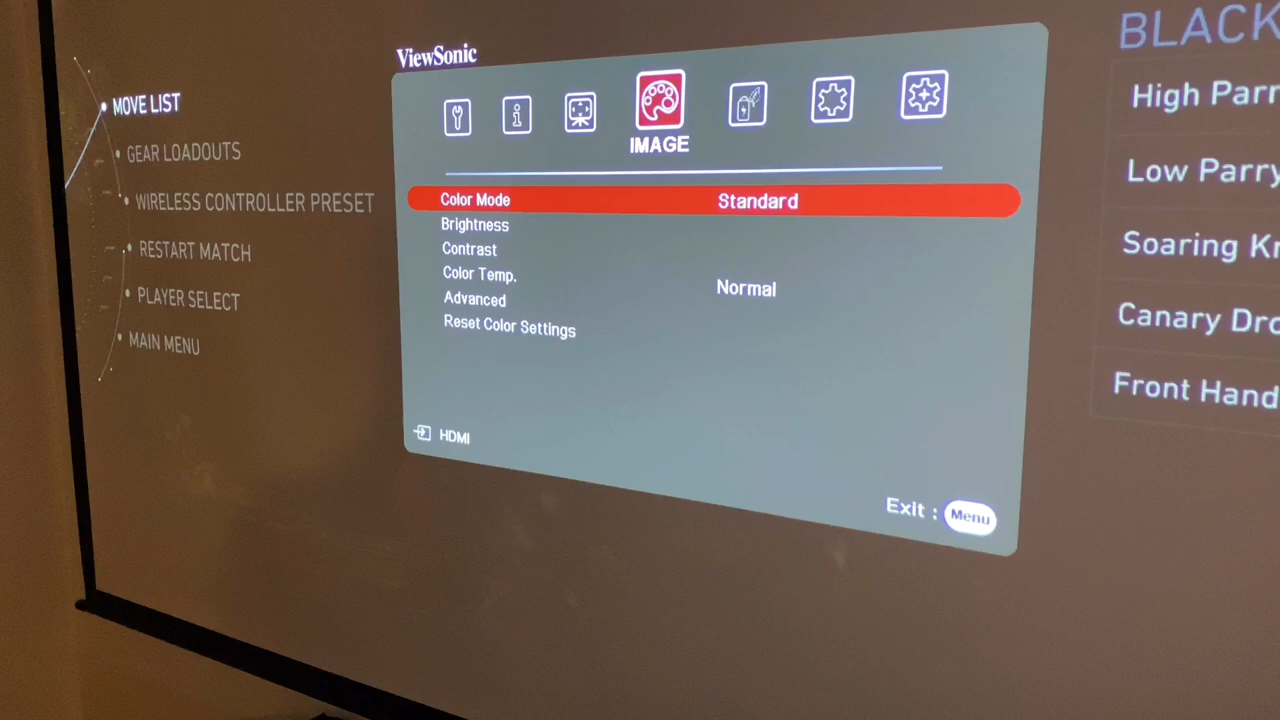 ViewSonic
IMAGE
Color Mode Standard
Brightness
Contrast
Color Temp. Normal
Advanced
Reset Color Settings
HDMI
Exit : Menu
MOVE LIST
GEAR LOADOUTS
WIRELESS CONTROLLER PRESET
RESTART MATCH
PLAYER SELECT
MAIN MENU
BLACK
High Parr
Low Parry
Soaring Kn
Canary Dro
Front Hand